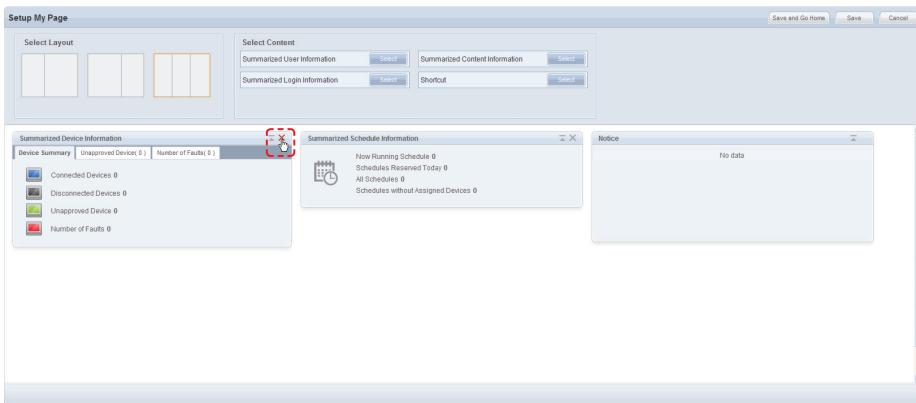 Setup My Page
Save and Go Home
Save
Cancel
Select Layout
Select Content
Summarized User Information
Select
Summarized Content Information
Select
Summarized Login Information
Select
Shortcut
Select
Summarized Device Information
Device Summary
Unapproved Device( 0 )
Number of Faults( 0 )
Connected Devices 0
Disconnected Devices 0
Unapproved Device 0
Number of Faults 0
Summarized Schedule Information
Now Running Schedule 0
Schedules Reserved Today 0
All Schedules 0
Schedules without Assigned Devices 0
Notice
No data